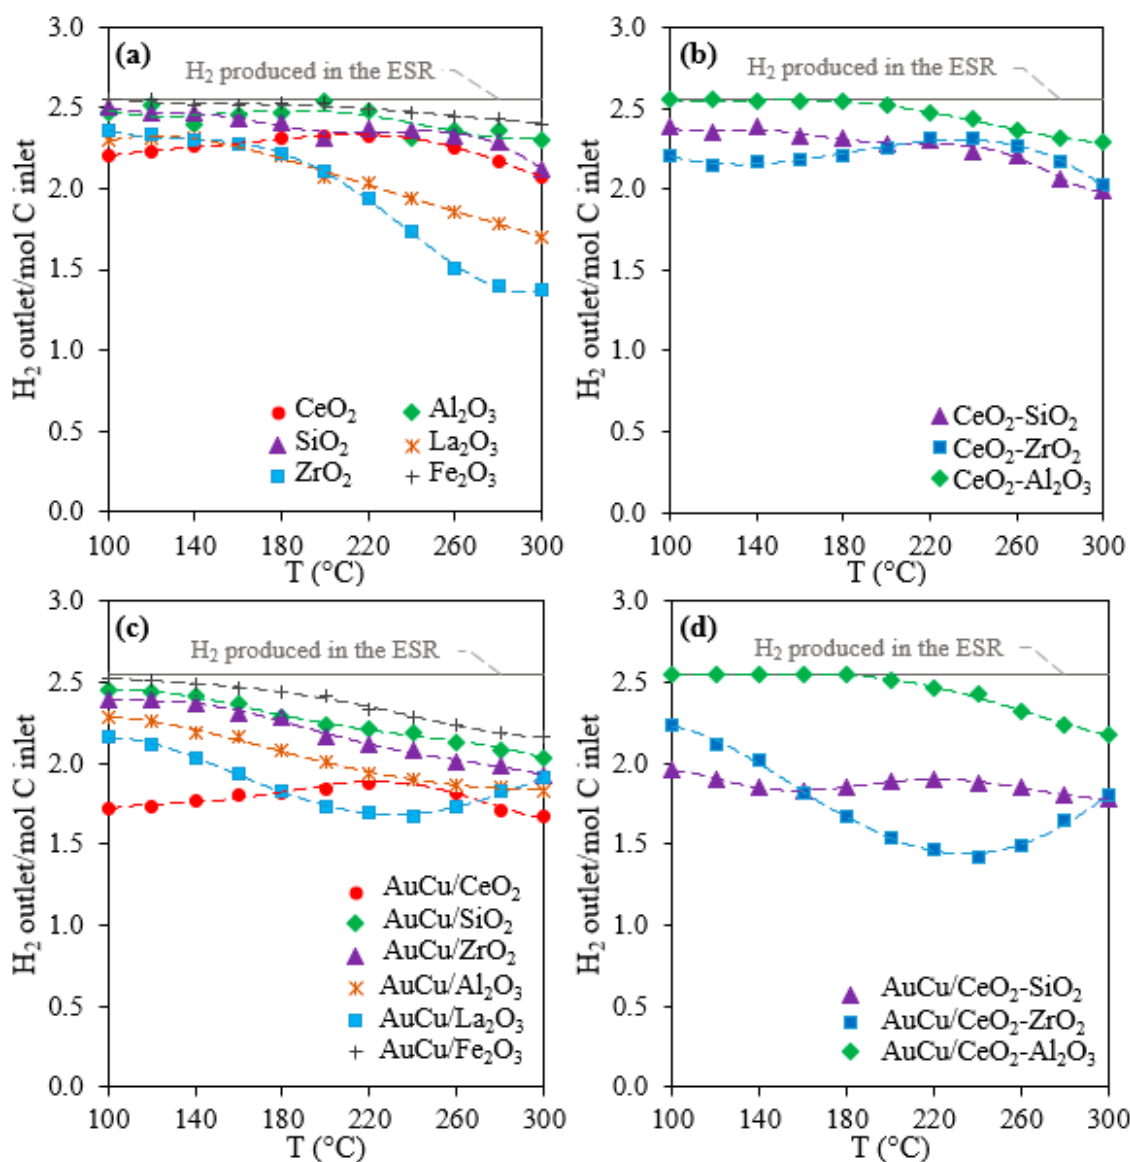 (a)
H₂ produced in the ESR
H₂ outlet/mol C inlet
3.0
2.5
2.0
1.5
1.0
0.5
0.0
CeO₂ Al₂O₃
SiO₂ La₂O₃
ZrO₂ Fe₂O₃
100 140 180 220 260 300
T (°C)
(b)
H₂ produced in the ESR
H₂ outlet/mol C inlet
3.0
2.5
2.0
1.5
1.0
0.5
0.0
CeO₂-SiO₂
CeO₂-ZrO₂
CeO₂-Al₂O₃
100 140 180 220 260 300
T (°C)
(c)
H₂ produced in the ESR
H₂ outlet/mol C inlet
3.0
2.5
2.0
1.5
1.0
0.5
0.0
AuCu/CeO₂
AuCu/SiO₂
AuCu/ZrO₂
AuCu/Al₂O₃
AuCu/La₂O₃
AuCu/Fe₂O₃
100 140 180 220 260 300
T (°C)
(d)
H₂ produced in the ESR
H₂ outlet/mol C inlet
3.0
2.5
2.0
1.5
1.0
0.5
0.0
AuCu/CeO₂-SiO₂
AuCu/CeO₂-ZrO₂
AuCu/CeO₂-Al₂O₃
100 140 180 220 260 300
T (°C)